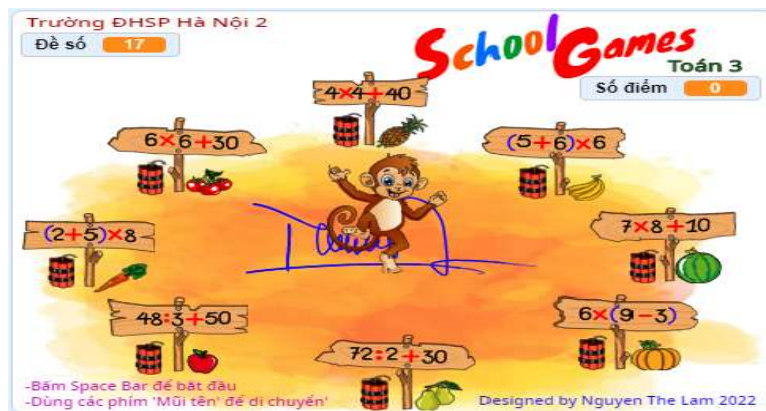 Trường ĐHSP Hà Nội 2
Đề số 17
School Games
Toán 3
Số điểm 0
4×4+40
6×6+30
(5+6)×6
(2+5)×8
7×8+10
48:3+50
6×(9-3)
72:2+30
-Bấm Space Bar để bắt đầu
-Dùng các phím 'Mũi tên' để di chuyển'
Designed by Nguyen The Lam 2022